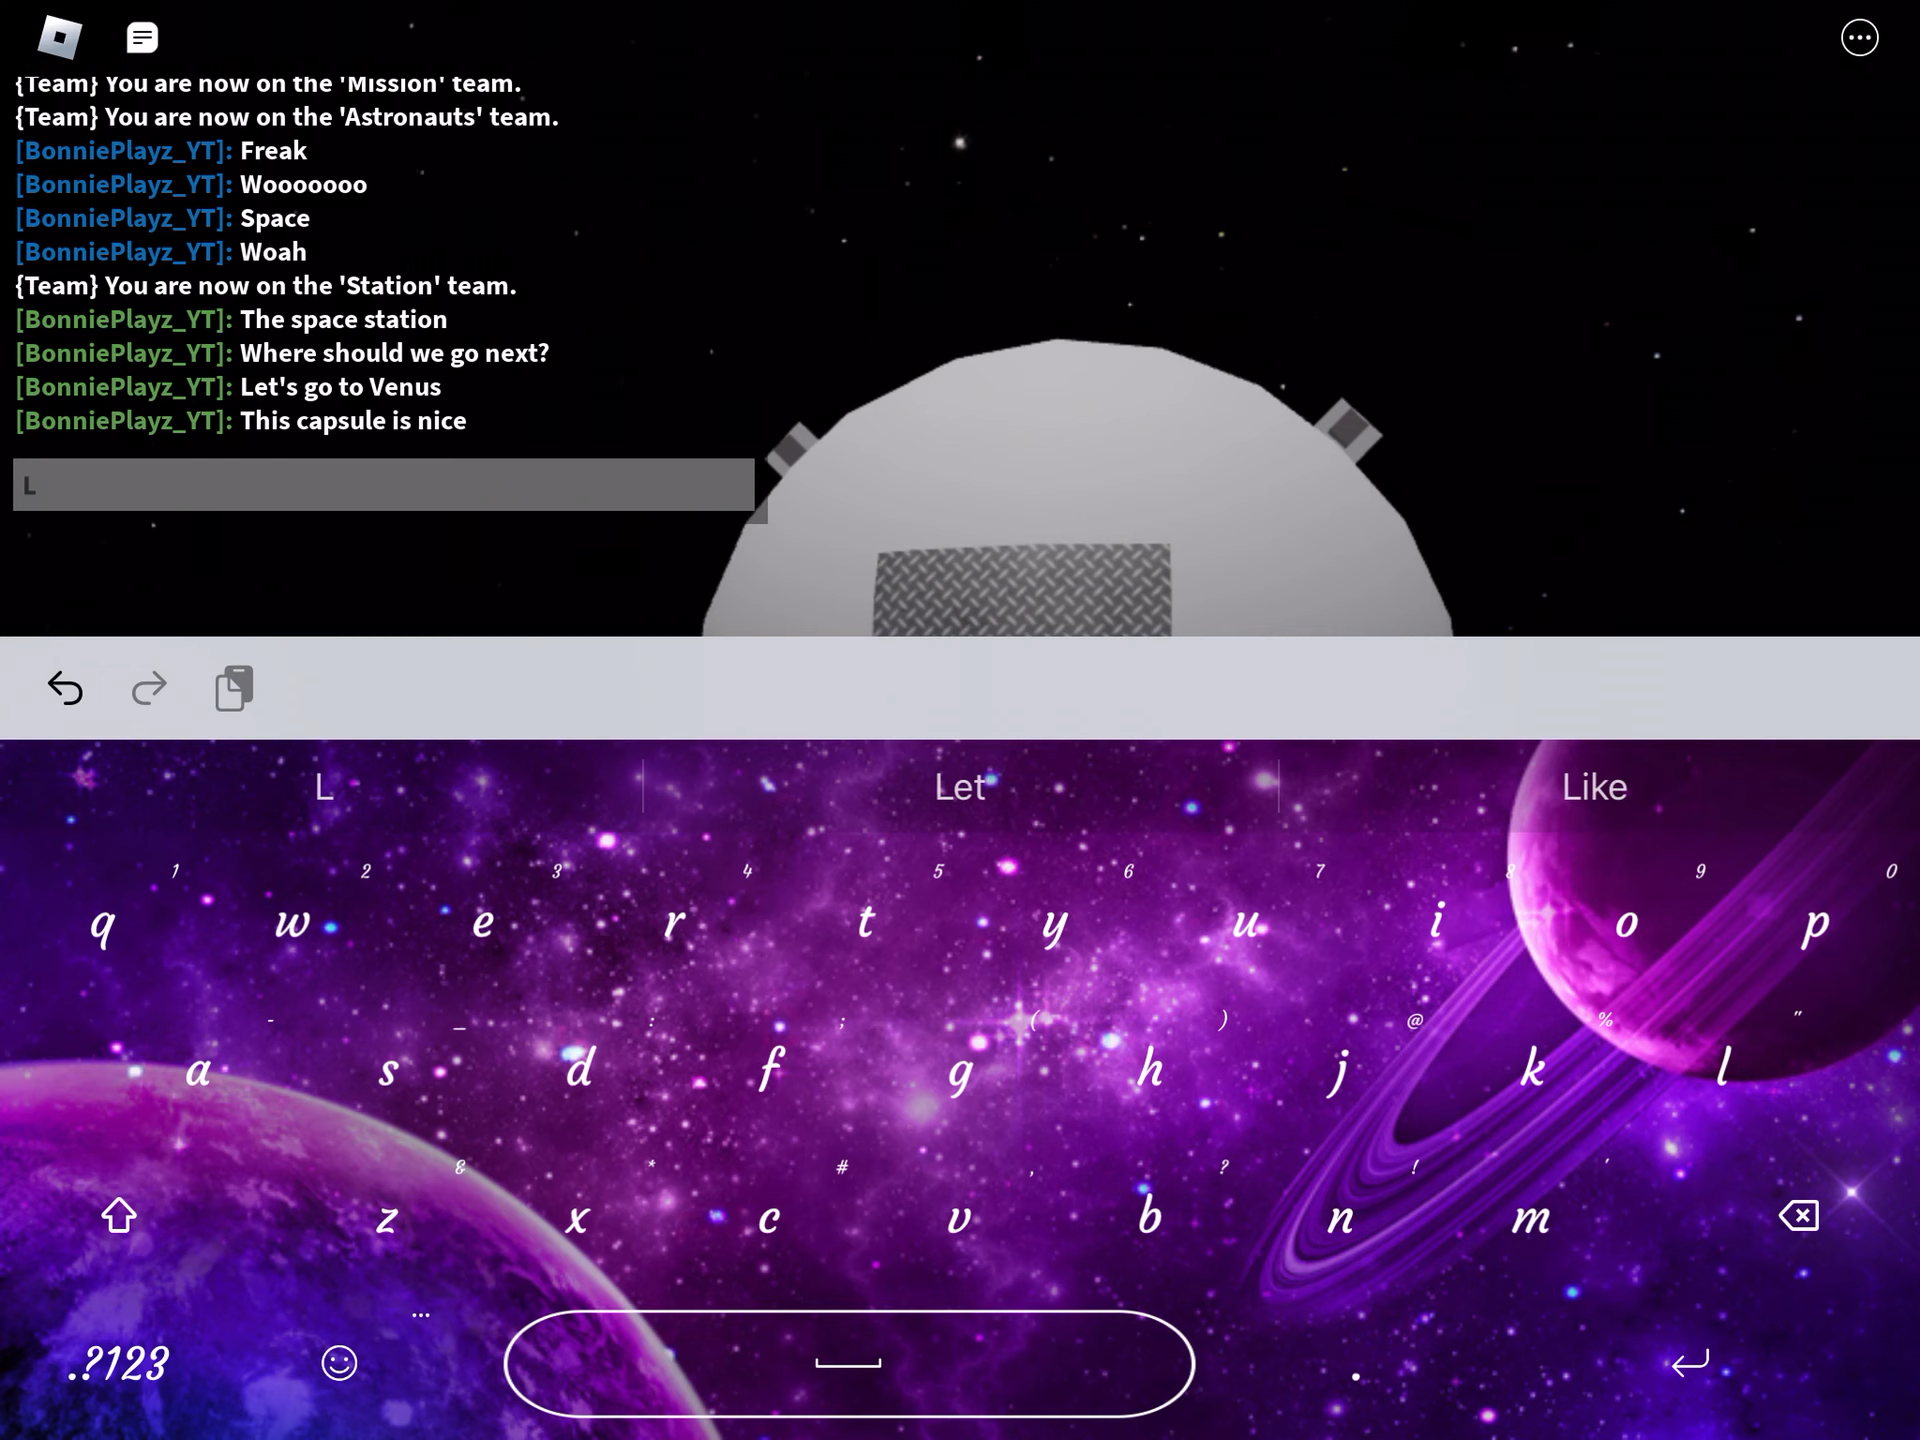 {Team} You are now on the 'Mission' team.
{Team} You are now on the 'Astronauts' team.
[BonniePlayz_YT]: Freak
[BonniePlayz_YT]: Wooooooo
[BonniePlayz_YT]: Space
[BonniePlayz_YT]: Woah
{Team} You are now on the 'Station' team.
[BonniePlayz_YT]: The space station
[BonniePlayz_YT]: Where should we go next?
[BonniePlayz_YT]: Let's go to Venus
[BonniePlayz_YT]: This capsule is nice
L
L Let Like
1 2 3 4 5 6 7 8 9 0
q w e r t y u i o p
- _ : ; ( ) @ % "
a s d f g h j k l
& * # , ? ! '
z x c v b n m
.?123 .